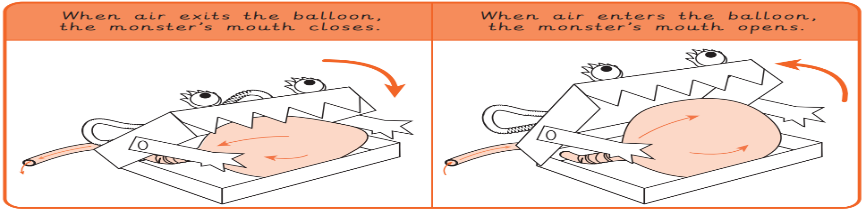 When air exits the balloon,
the monster's mouth closes.
When air enters the balloon,
the monster's mouth opens.